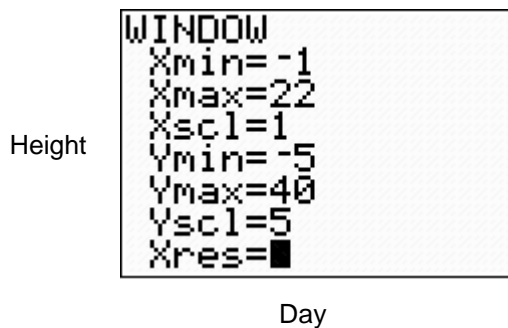 WINDOW
Xmin=-1
Xmax=22
Xscl=1
Height
Ymin=-5
Ymax=40
Yscl=5
Xres=
Day